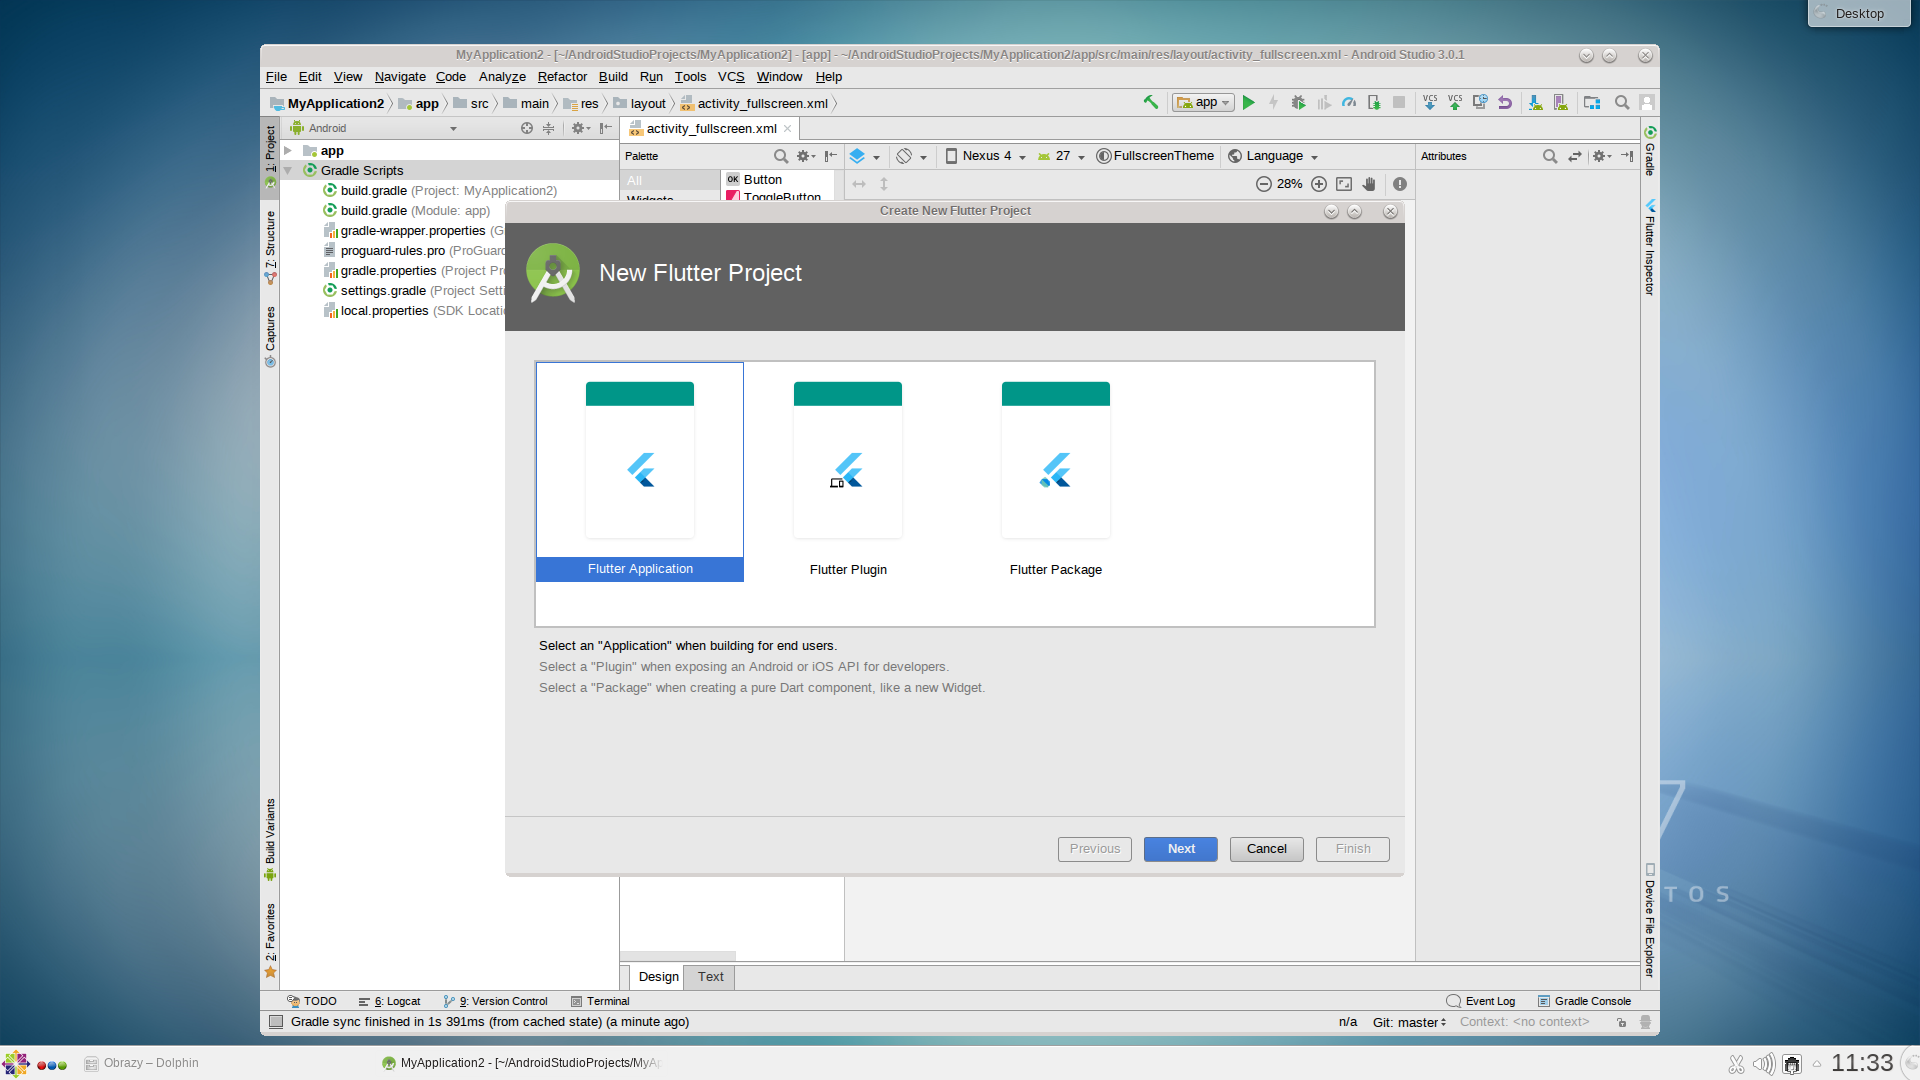 Desktop
MyApplication2 - [~/AndroidStudioProjects/MyApplication2] - [app] - ~/AndroidStudioProjects/MyApplication2/app/src/main/res/layout/activity_fullscreen.xml - Android Studio 3.0.1
File Edit View Navigate Code Analyze Refactor Build Run Tools VCS Window Help
MyApplication2 app src main res layout activity_fullscreen.xml
app
VCS VCS
1: Project
7: Structure
Captures
Build Variants
2: Favorites
Android
app
Gradle Scripts
build.gradle (Project: MyApplication2)
build.gradle (Module: app)
gradle-wrapper.properties (G
proguard-rules.pro (ProGuard
gradle.properties (Project Pr
settings.gradle (Project Setti
local.properties (SDK Locati
activity_fullscreen.xml
Palette
All
Widgets
OK Button
ToggleButton
Nexus 4 27 FullscreenTheme Language
28%
Attributes
Gradle
Flutter Inspector
Device File Explorer
Create New Flutter Project
New Flutter Project
Flutter Application
Flutter Plugin
Flutter Package
Select an "Application" when building for end users.
Select a "Plugin" when exposing an Android or iOS API for developers.
Select a "Package" when creating a pure Dart component, like a new Widget.
Previous Next Cancel Finish
7
TOS
Design Text
TODO 6: Logcat 9: Version Control Terminal
Event Log Gradle Console
Gradle sync finished in 1s 391ms (from cached state) (a minute ago)
n/a Git: master Context: <no context>
Obrazy – Dolphin
MyApplication2 - [~/AndroidStudioProjects/MyA
11:33